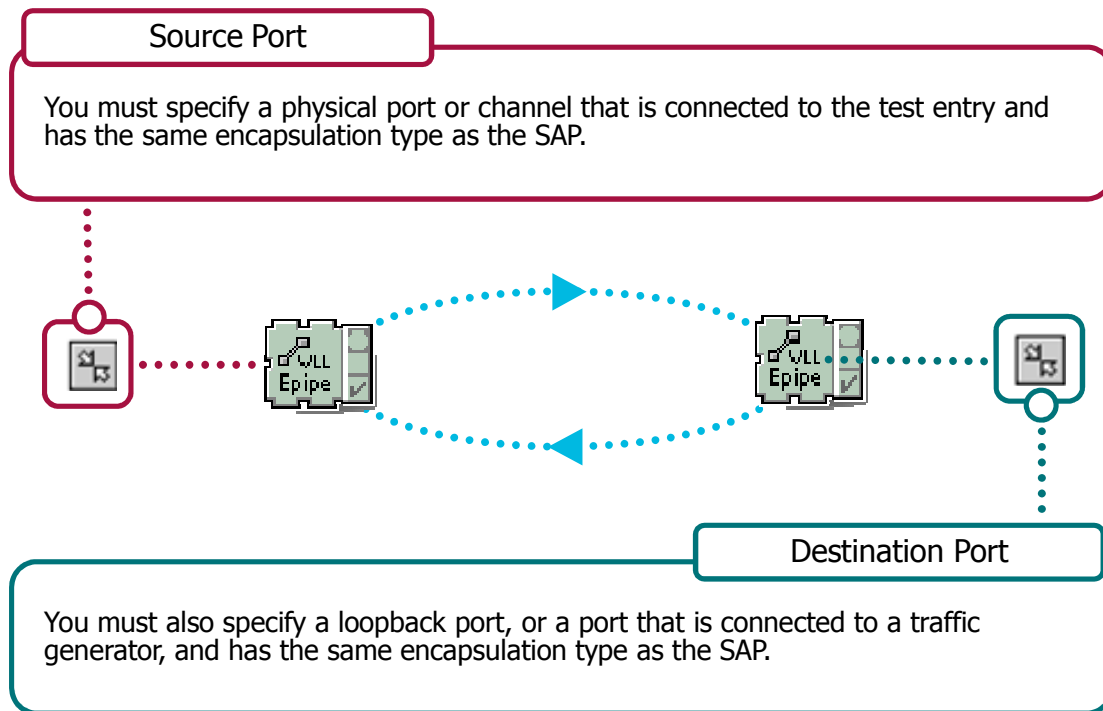 Source Port
You must specify a physical port or channel that is connected to the test entry and
has the same encapsulation type as the SAP.
VLL
Epipe
VLL
Epipe
Destination Port
You must also specify a loopback port, or a port that is connected to a traffic
generator, and has the same encapsulation type as the SAP.